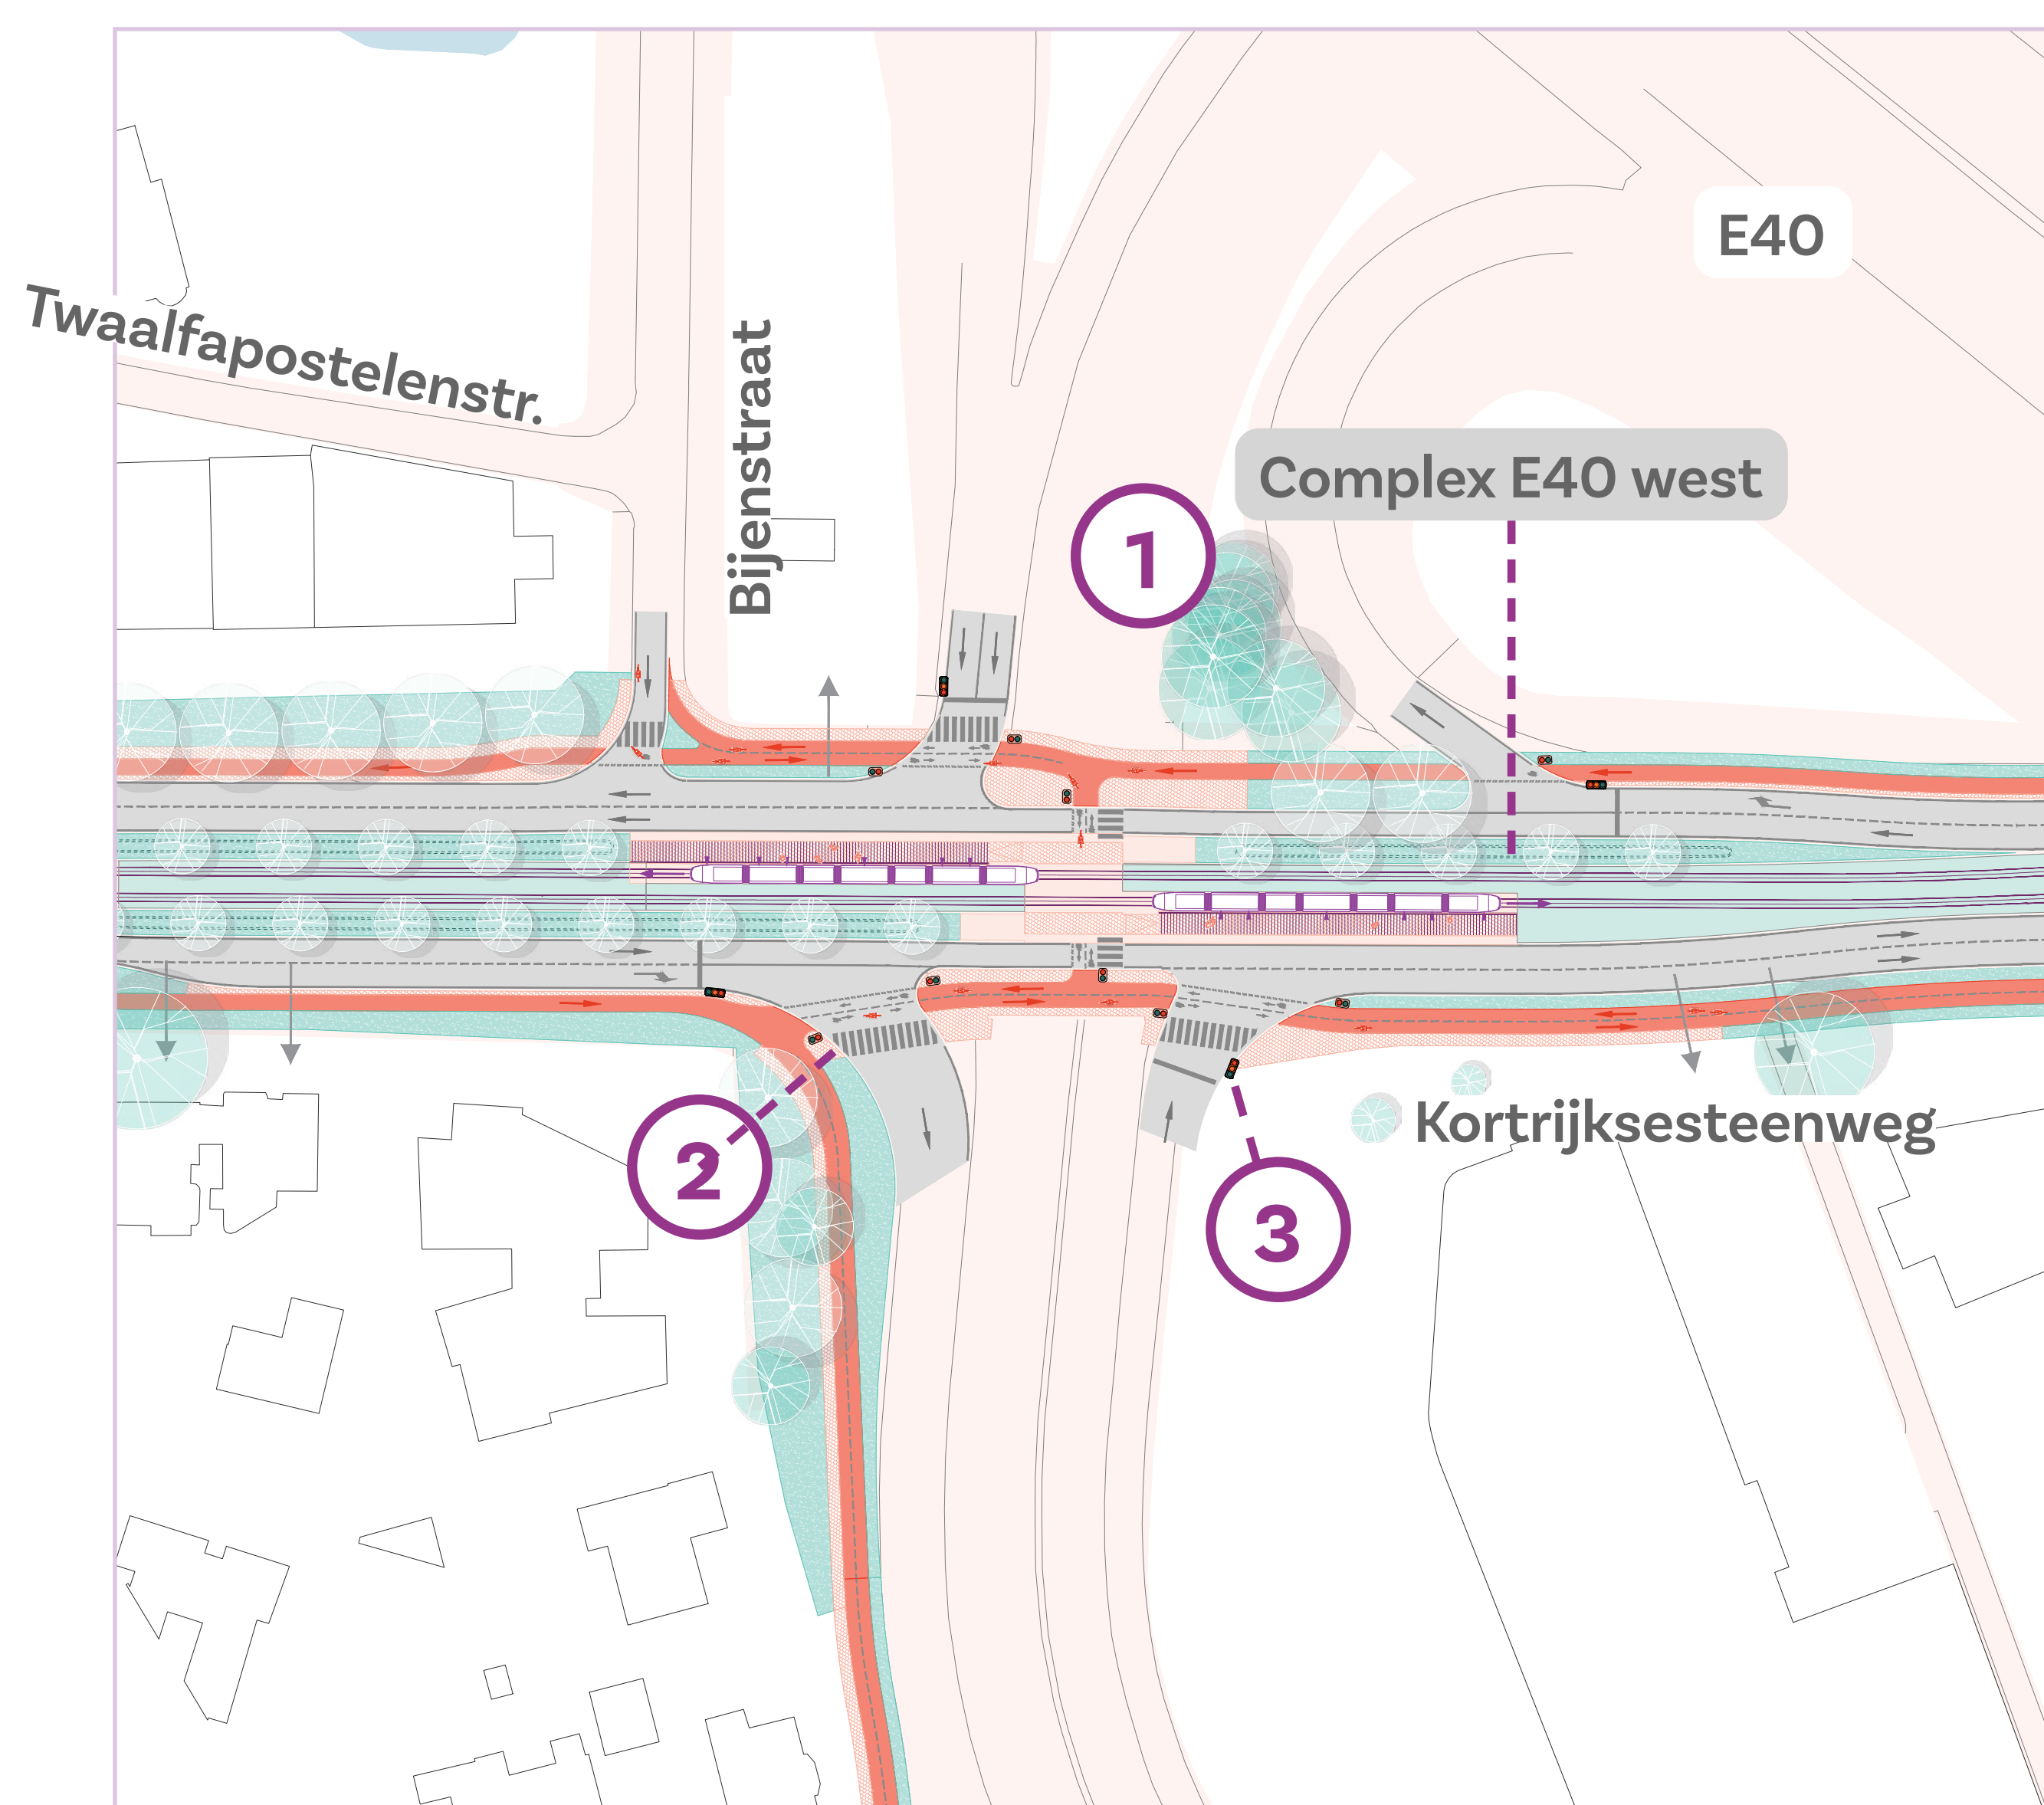 E40
Twaalfapostelenstr.
Bijenstraat
Complex E40 west
1
2
3
Kortrijksesteenweg